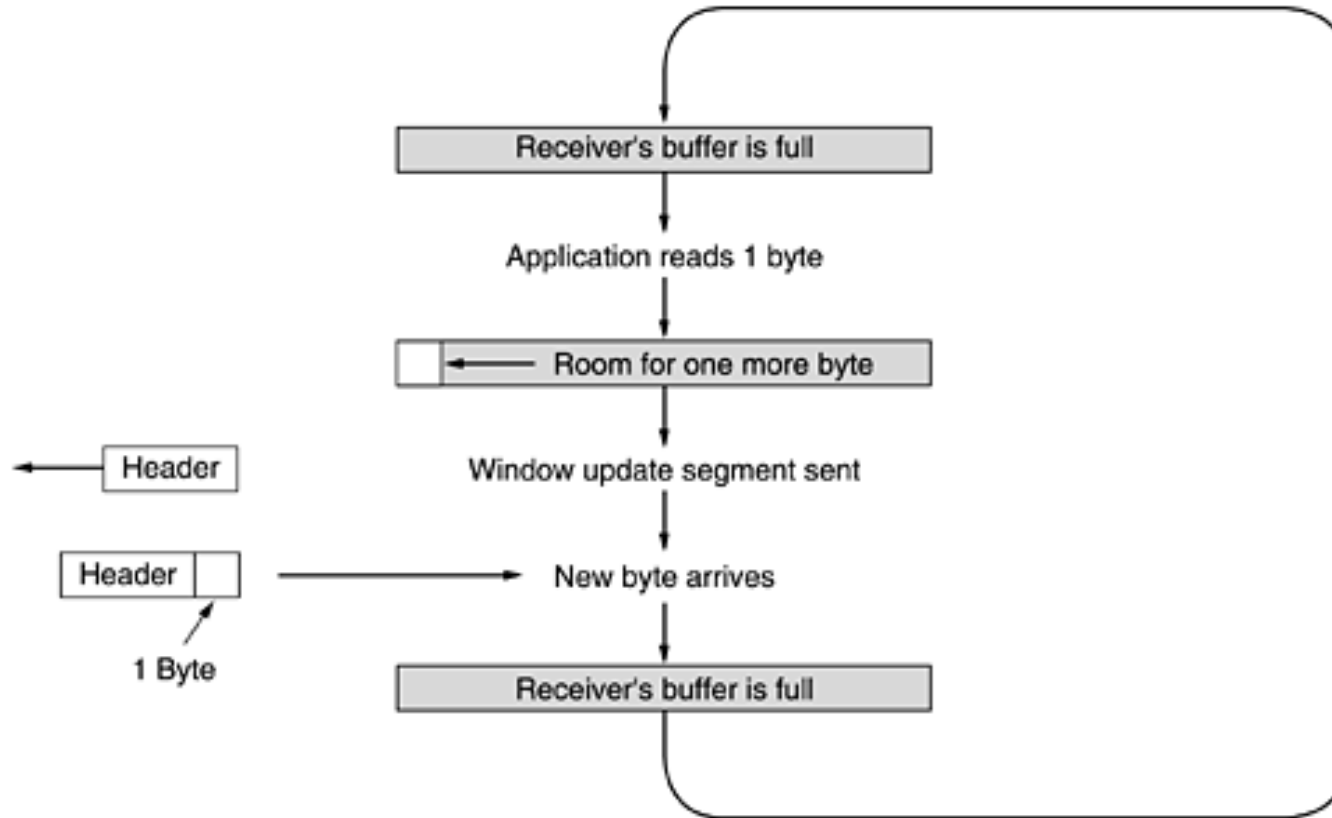 Receiver's buffer is full
Application reads 1 byte
Room for one more byte
Header
Window update segment sent
Header
New byte arrives
1 Byte
Receiver's buffer is full